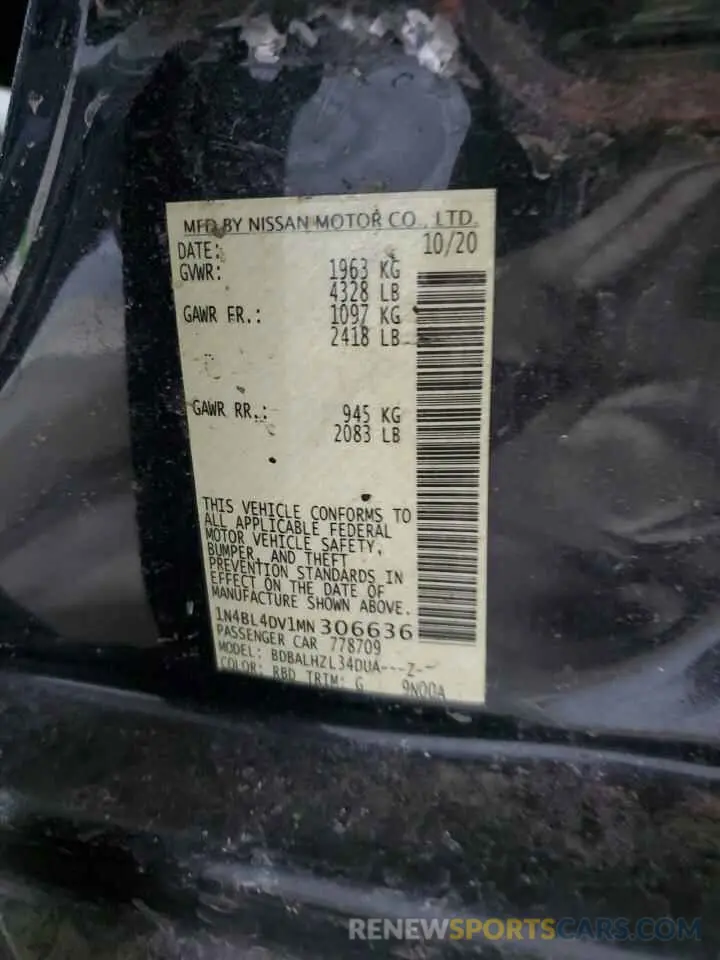 MFD BY NISSAN MOTOR CO., LTD.
DATE: 10/20
GVWR: 1963 KG
4328 LB
GAWR FR.: 1097 KG
2418 LB
GAWR RR.: 945 KG
2083 LB
THIS VEHICLE CONFORMS TO
ALL APPLICABLE FEDERAL
MOTOR VEHICLE SAFETY,
BUMPER, AND THEFT
PREVENTION STANDARDS IN
EFFECT ON THE DATE OF
MANUFACTURE SHOWN ABOVE.
1N4BL4DV1MN306636
PASSENGER CAR 778709
MODEL: BDBALHZL34DUA---Z--
COLOR: RBD TRIM: G 9N00A
RENEWSPORTSCARS.COM